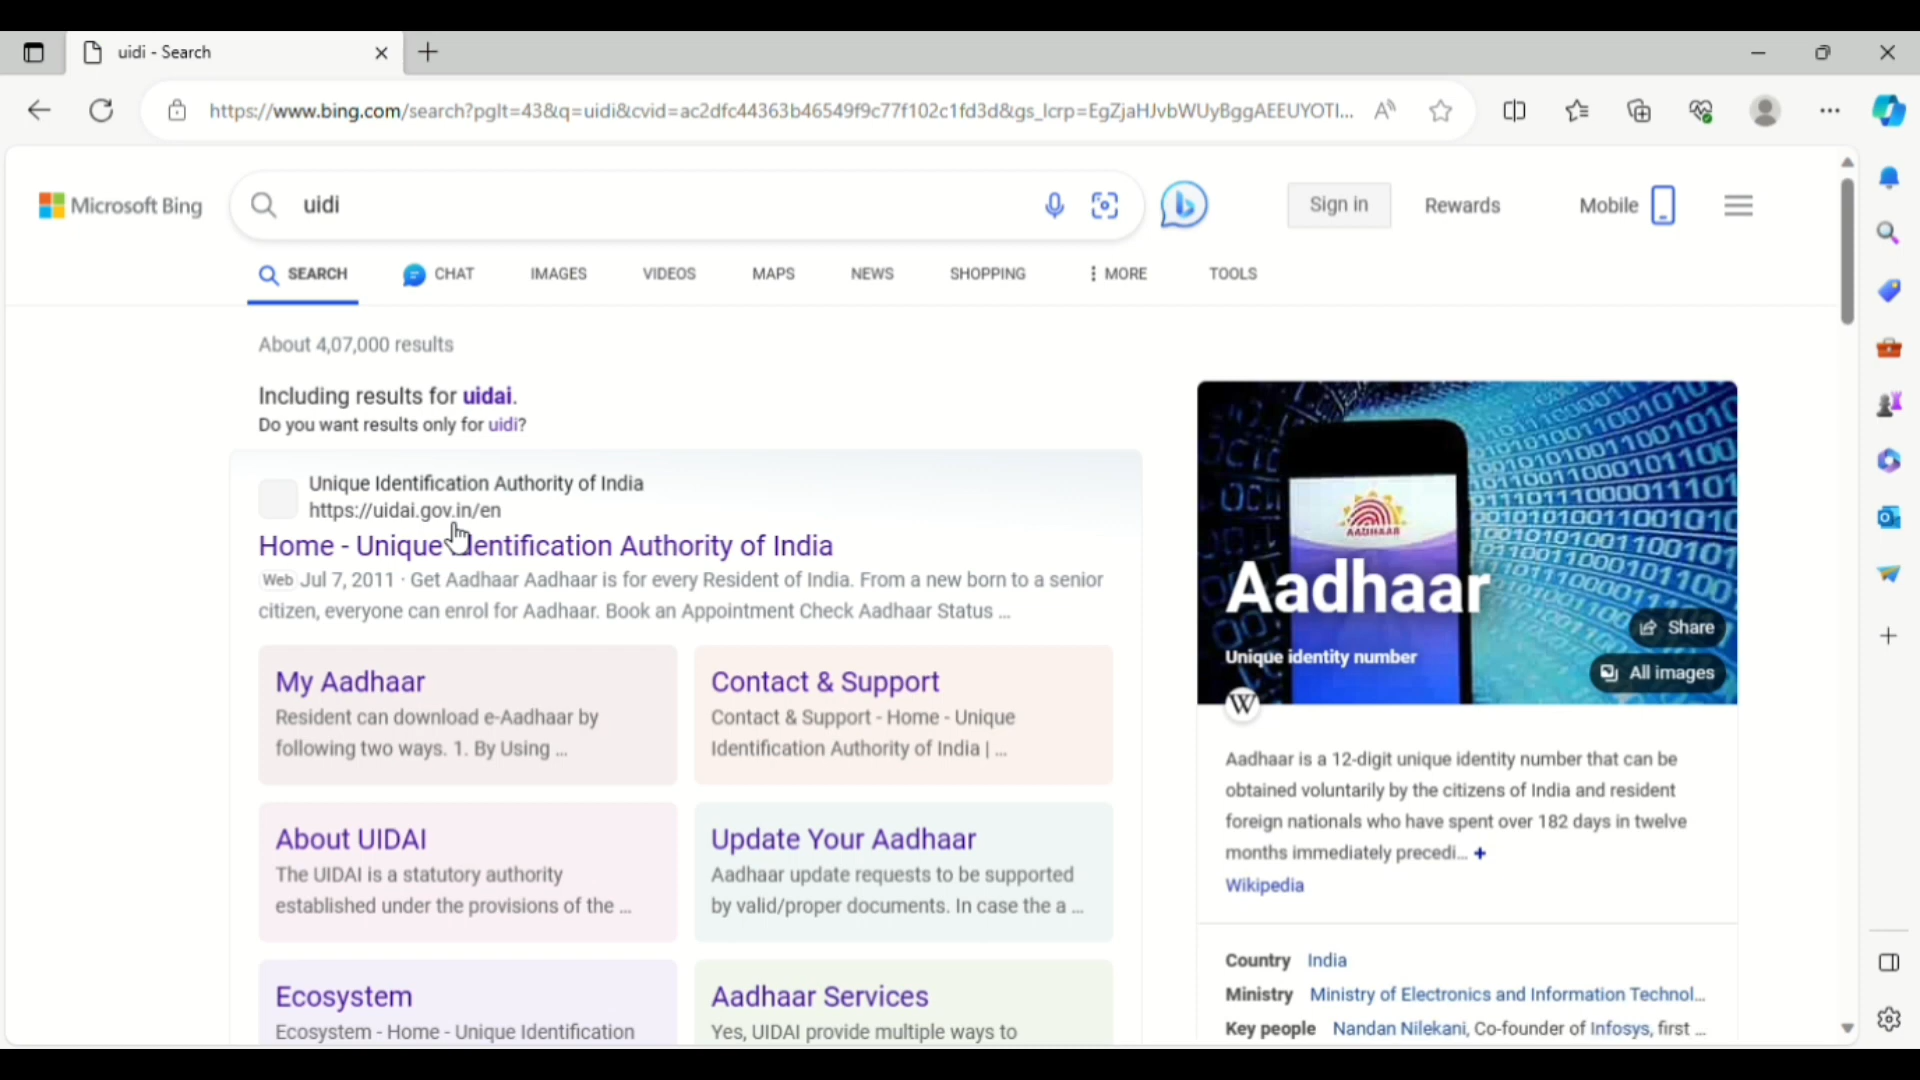 uidi - Search
https://www.bing.com/search?pglt=43&q=uidi&cvid=ac2dfc44363b46549f9c77f102c1fd3d&gs_lcrp=EgZjaHJvbWUyBggAEEUYOTI...
Microsoft Bing
uidi
Sign in
Rewards
Mobile
SEARCH
CHAT
IMAGES
VIDEOS
MAPS
NEWS
SHOPPING
MORE
TOOLS
About 4,07,000 results
Including results for uidai.
Do you want results only for uidi?
Unique Identification Authority of India
https://uidai.gov.in/en
Home - Unique Identification Authority of India
Web Jul 7, 2011 · Get Aadhaar Aadhaar is for every Resident of India. From a new born to a senior
citizen, everyone can enrol for Aadhaar. Book an Appointment Check Aadhaar Status ...
My Aadhaar
Resident can download e-Aadhaar by
following two ways. 1. By Using ...
Contact & Support
Contact & Support - Home - Unique
Identification Authority of India | ...
About UIDAI
The UIDAI is a statutory authority
established under the provisions of the ...
Update Your Aadhaar
Aadhaar update requests to be supported
by valid/proper documents. In case the a ...
Ecosystem
Ecosystem - Home - Unique Identification
Aadhaar Services
Yes, UIDAI provide multiple ways to
AADHAAR
Aadhaar
Unique identity number
Share
All images
W
Aadhaar is a 12-digit unique identity number that can be
obtained voluntarily by the citizens of India and resident
foreign nationals who have spent over 182 days in twelve
months immediately precedi... +
Wikipedia
Country India
Ministry Ministry of Electronics and Information Technol...
Key people Nandan Nilekani, Co-founder of Infosys, first ...